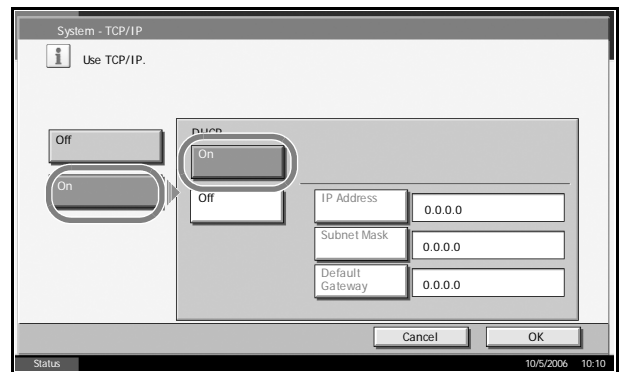 System - TCP/IP
i Use TCP/IP.
Off
On
DHCP
On
Off
IP Address 0.0.0.0
Subnet Mask 0.0.0.0
Default
Gateway 0.0.0.0
Cancel OK
Status 10/5/2006 10:10